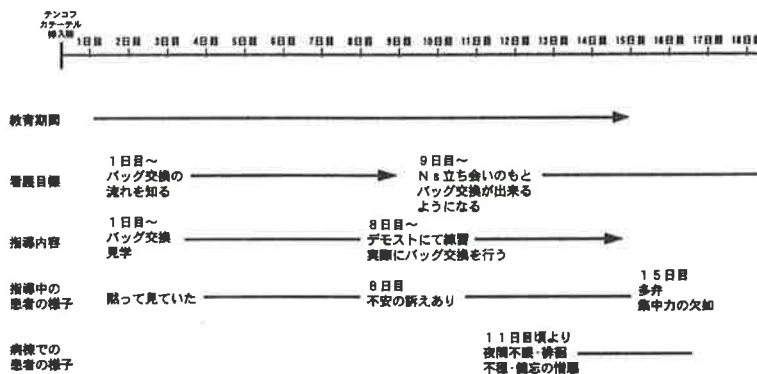 テンコフ
カテーテル
挿入後
1日目 2日目 3日目 4日目 5日目 6日目 7日目 8日目 9日目 10日目 11日目 12日目 13日目 14日目 15日目 16日目 17日目 18日
教育期間
看護目標
1日目～
バッグ交換の
流れを知る
9日目～
Ns立ち会いのもと
バッグ交換が出来る
ようになる
指導内容
1日目～
バッグ交換
見学
8日目～
デモストにて練習
実際にバッグ交換を行う
指導中の
患者の様子
黙って見ていた
8日目
不安の訴えあり
15日目
多弁
集中力の欠如
病棟での
患者の様子
11日目頃より
夜間不眠・徘徊
不穏・健忘の増悪